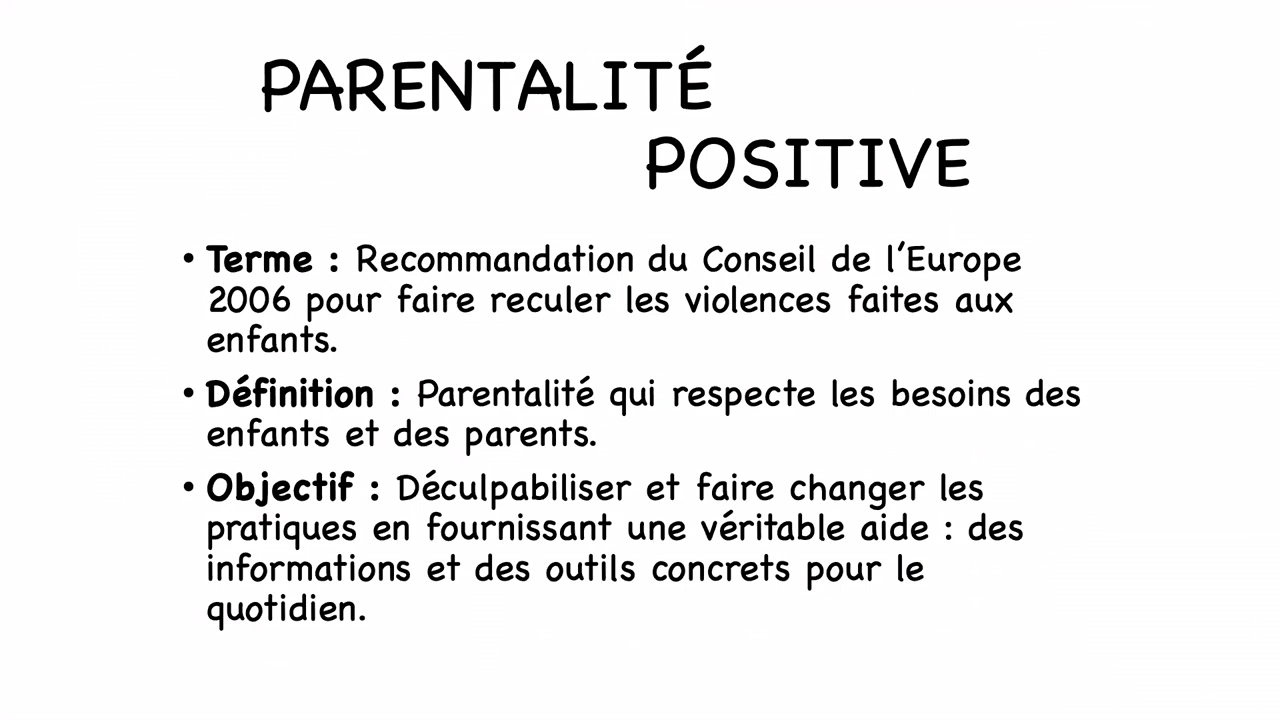 PARENTALITÉ
POSITIVE
• Terme : Recommandation du Conseil de l’Europe
2006 pour faire reculer les violences faites aux
enfants.
• Définition : Parentalité qui respecte les besoins des
enfants et des parents.
• Objectif : Déculpabiliser et faire changer les
pratiques en fournissant une véritable aide : des
informations et des outils concrets pour le
quotidien.